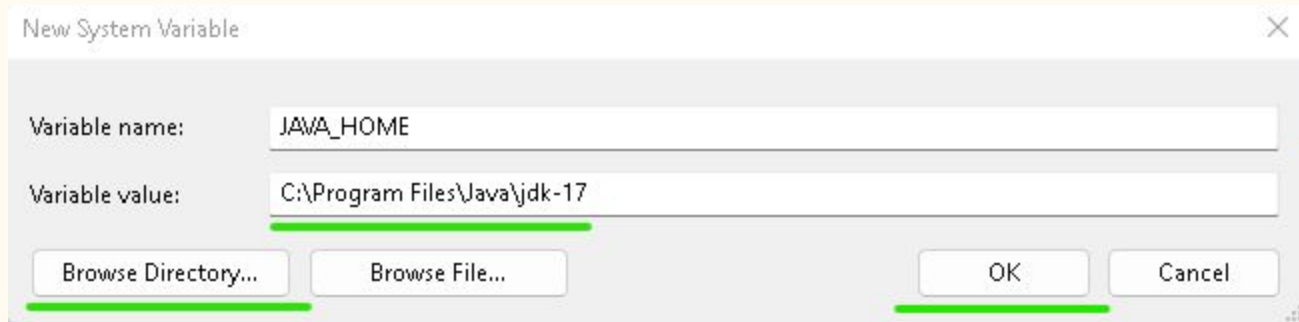 New System Variable
Variable name: JAVA_HOME
Variable value: C:\Program Files\Java\jdk-17
Browse Directory... Browse File... OK Cancel